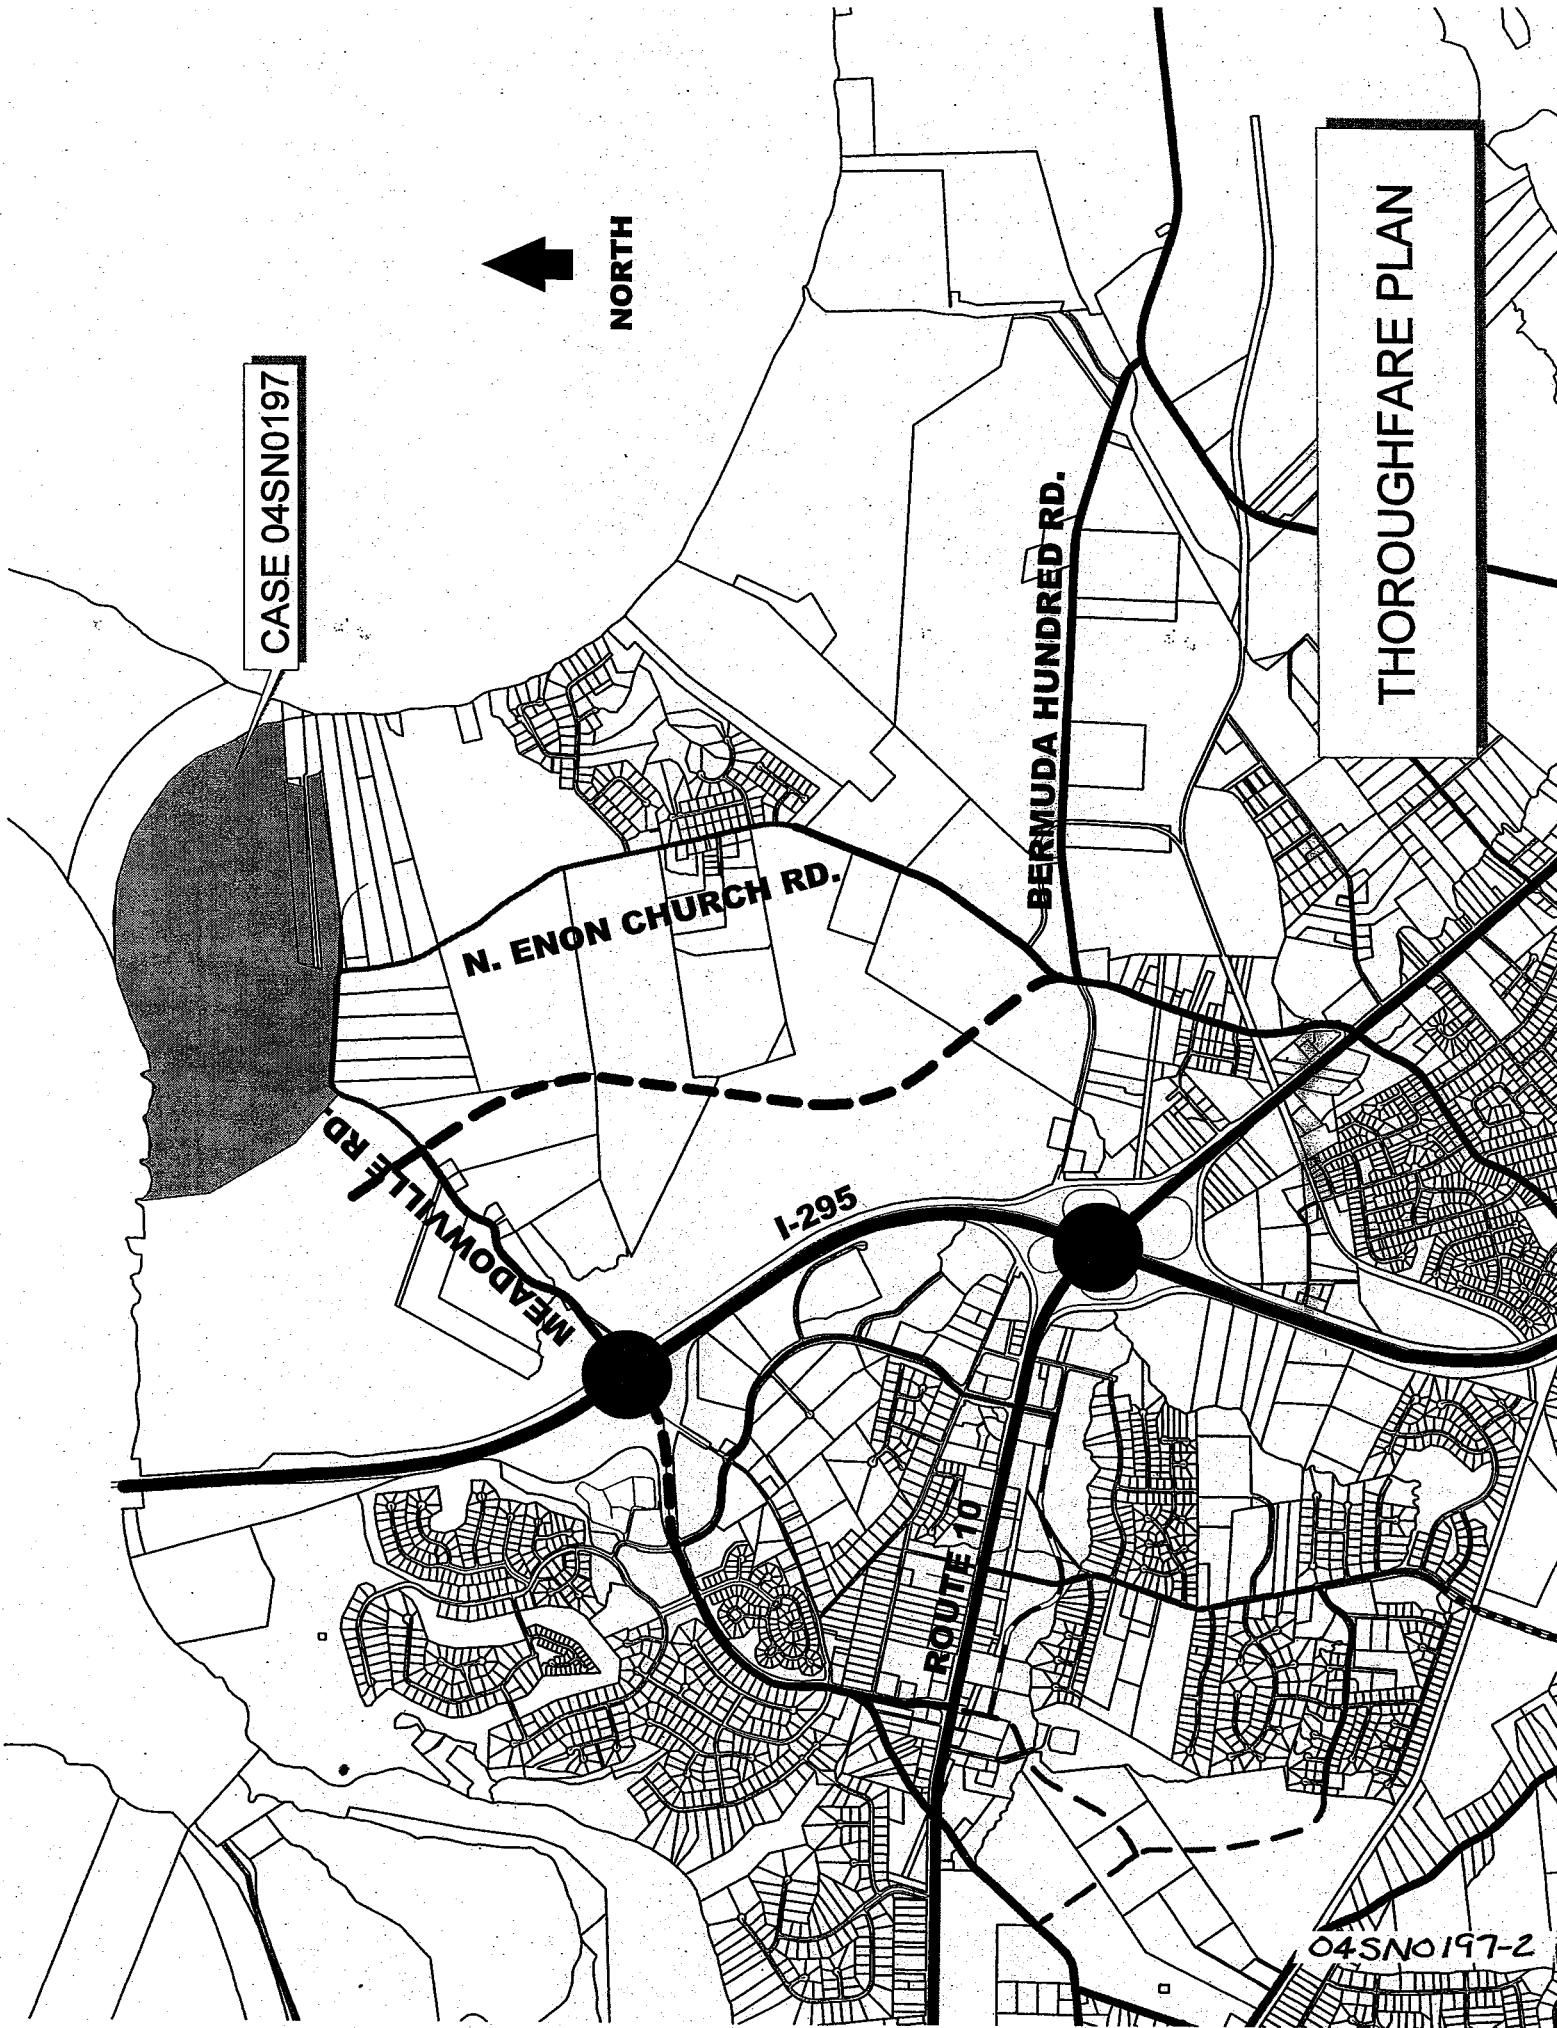 CASE 04SN0197
NORTH
N. ENON CHURCH RD.
BERMUDA HUNDRED RD.
MEADOWVILLE RD.
I-295
ROUTE 10
THOROUGHFARE PLAN
04SN0197-2